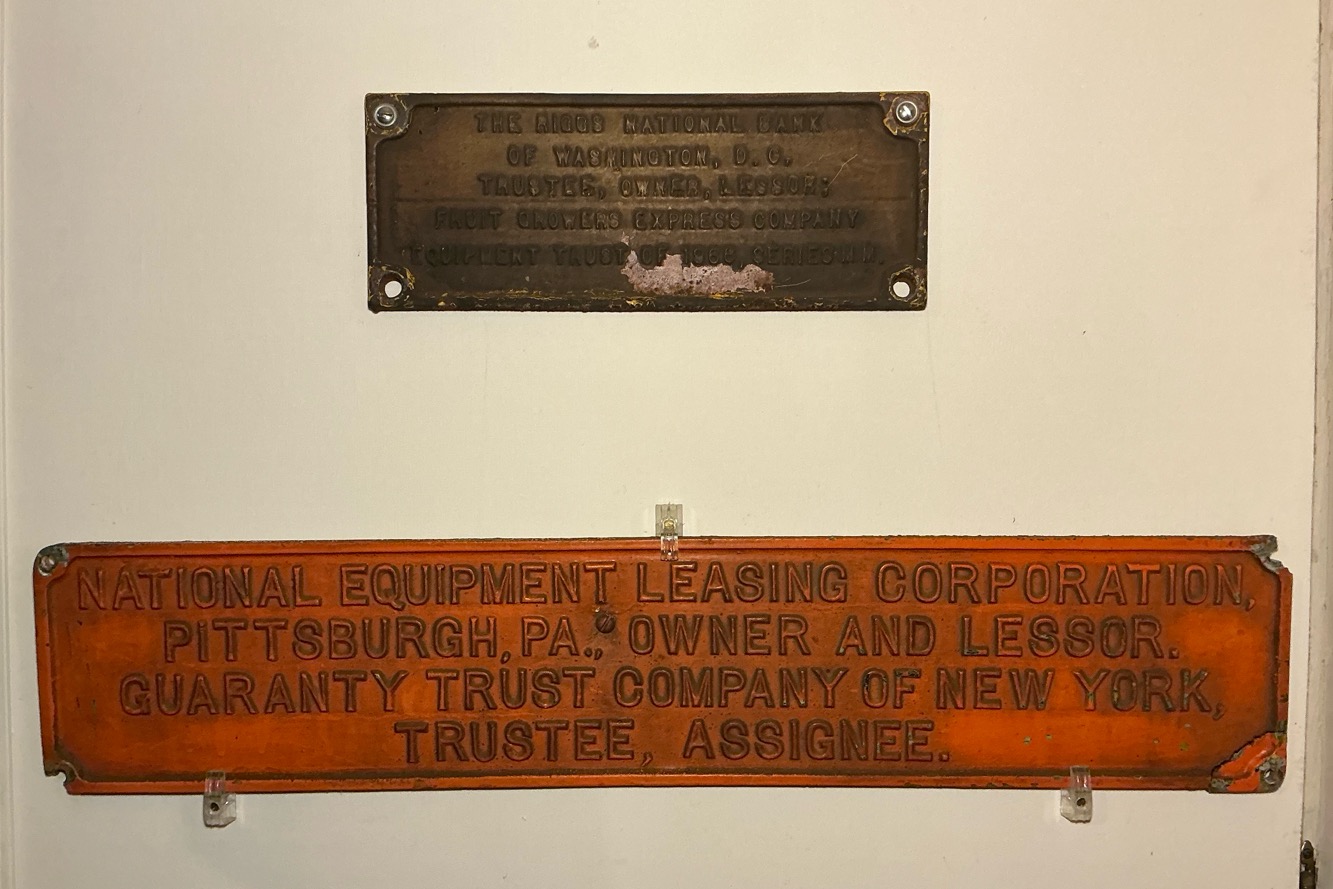 THE RIGGS NATIONAL BANK
OF WASHINGTON, D.C.
TRUSTEE, OWNER, LESSOR;
FRUIT GROWERS EXPRESS COMPANY
EQUIPMENT TRUST OF SERIES
NATIONAL EQUIPMENT LEASING CORPORATION,
PITTSBURGH, PA., OWNER AND LESSOR.
GUARANTY TRUST COMPANY OF NEW YORK,
TRUSTEE, ASSIGNEE.